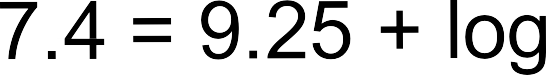 7.4 = 9.25 + log